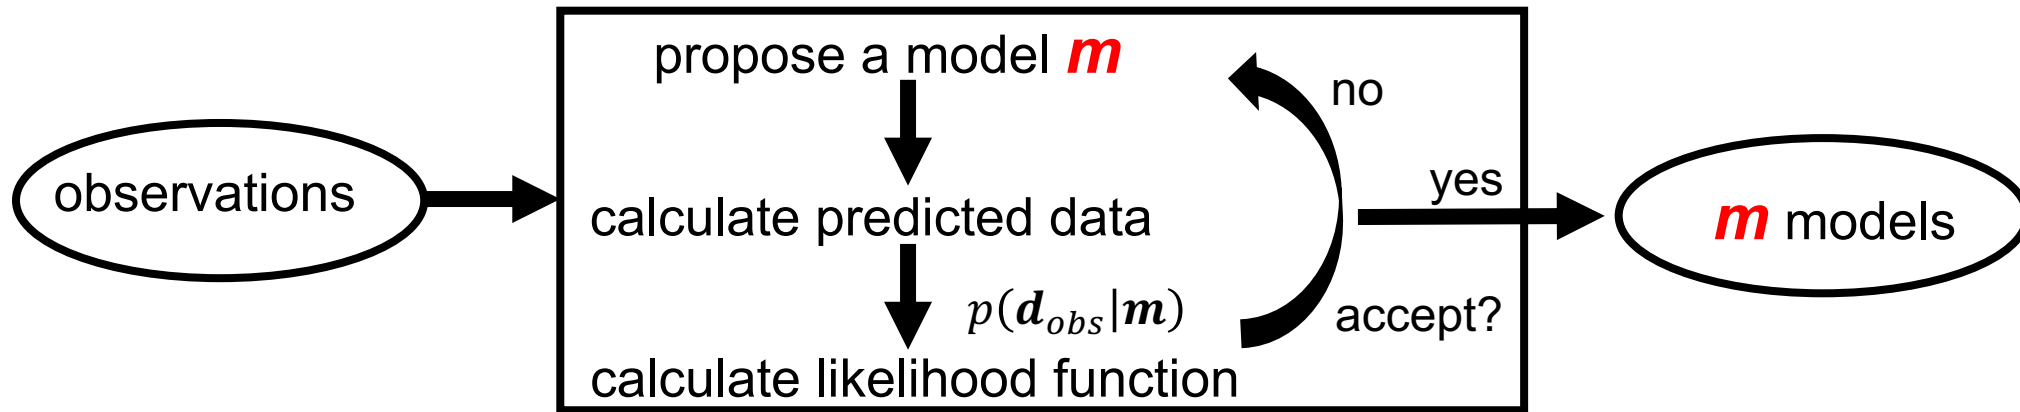 propose a model m
no
observations
yes
calculate predicted data
m models
p(d_obs|m)
accept?
calculate likelihood function